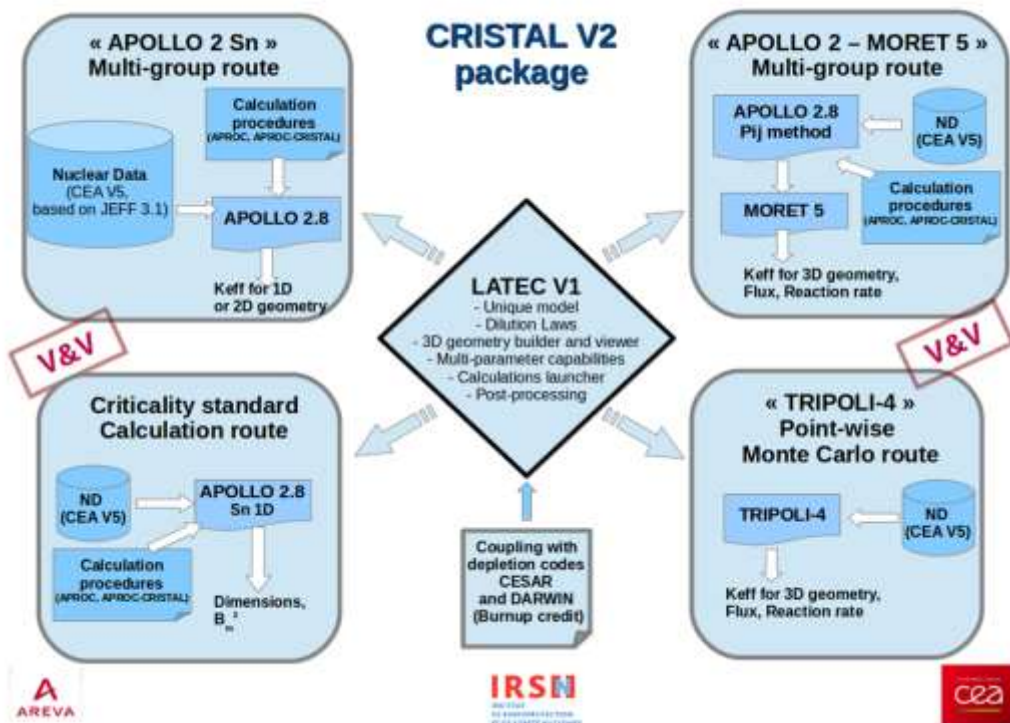 « APOLLO 2 Sn »
Multi-group route
Calculation
procedures
(APROC, APROC-CRISTAL)
Nuclear Data
(CEA V5,
based on JEFF 3.1)
APOLLO 2.8
Keff for 1D
or 2D geometry
CRISTAL V2
package
« APOLLO 2 – MORET 5 »
Multi-group route
APOLLO 2.8
Pij method
ND
(CEA V5)
MORET 5
Calculation
procedures
(APROC, APROC-CRISTAL)
Keff for 3D geometry,
Flux, Reaction rate
LATEC V1
- Unique model
- Dilution Laws
- 3D geometry builder and viewer
- Multi-parameter capabilities
- Calculations launcher
- Post-processing
V&V
V&V
Criticality standard
Calculation route
ND
(CEA V5)
APOLLO 2.8
Sn 1D
Calculation
procedures
(APROC, APROC-CRISTAL)
Dimensions,
Bm²
Coupling with
depletion codes
CESAR
and DARWIN
(Burnup credit)
« TRIPOLI-4 »
Point-wise
Monte Carlo route
TRIPOLI-4
ND
(CEA V5)
Keff for 3D geometry,
Flux, Reaction rate
AREVA
IRSN
INSTITUT
DE RADIOPROTECTION
cea